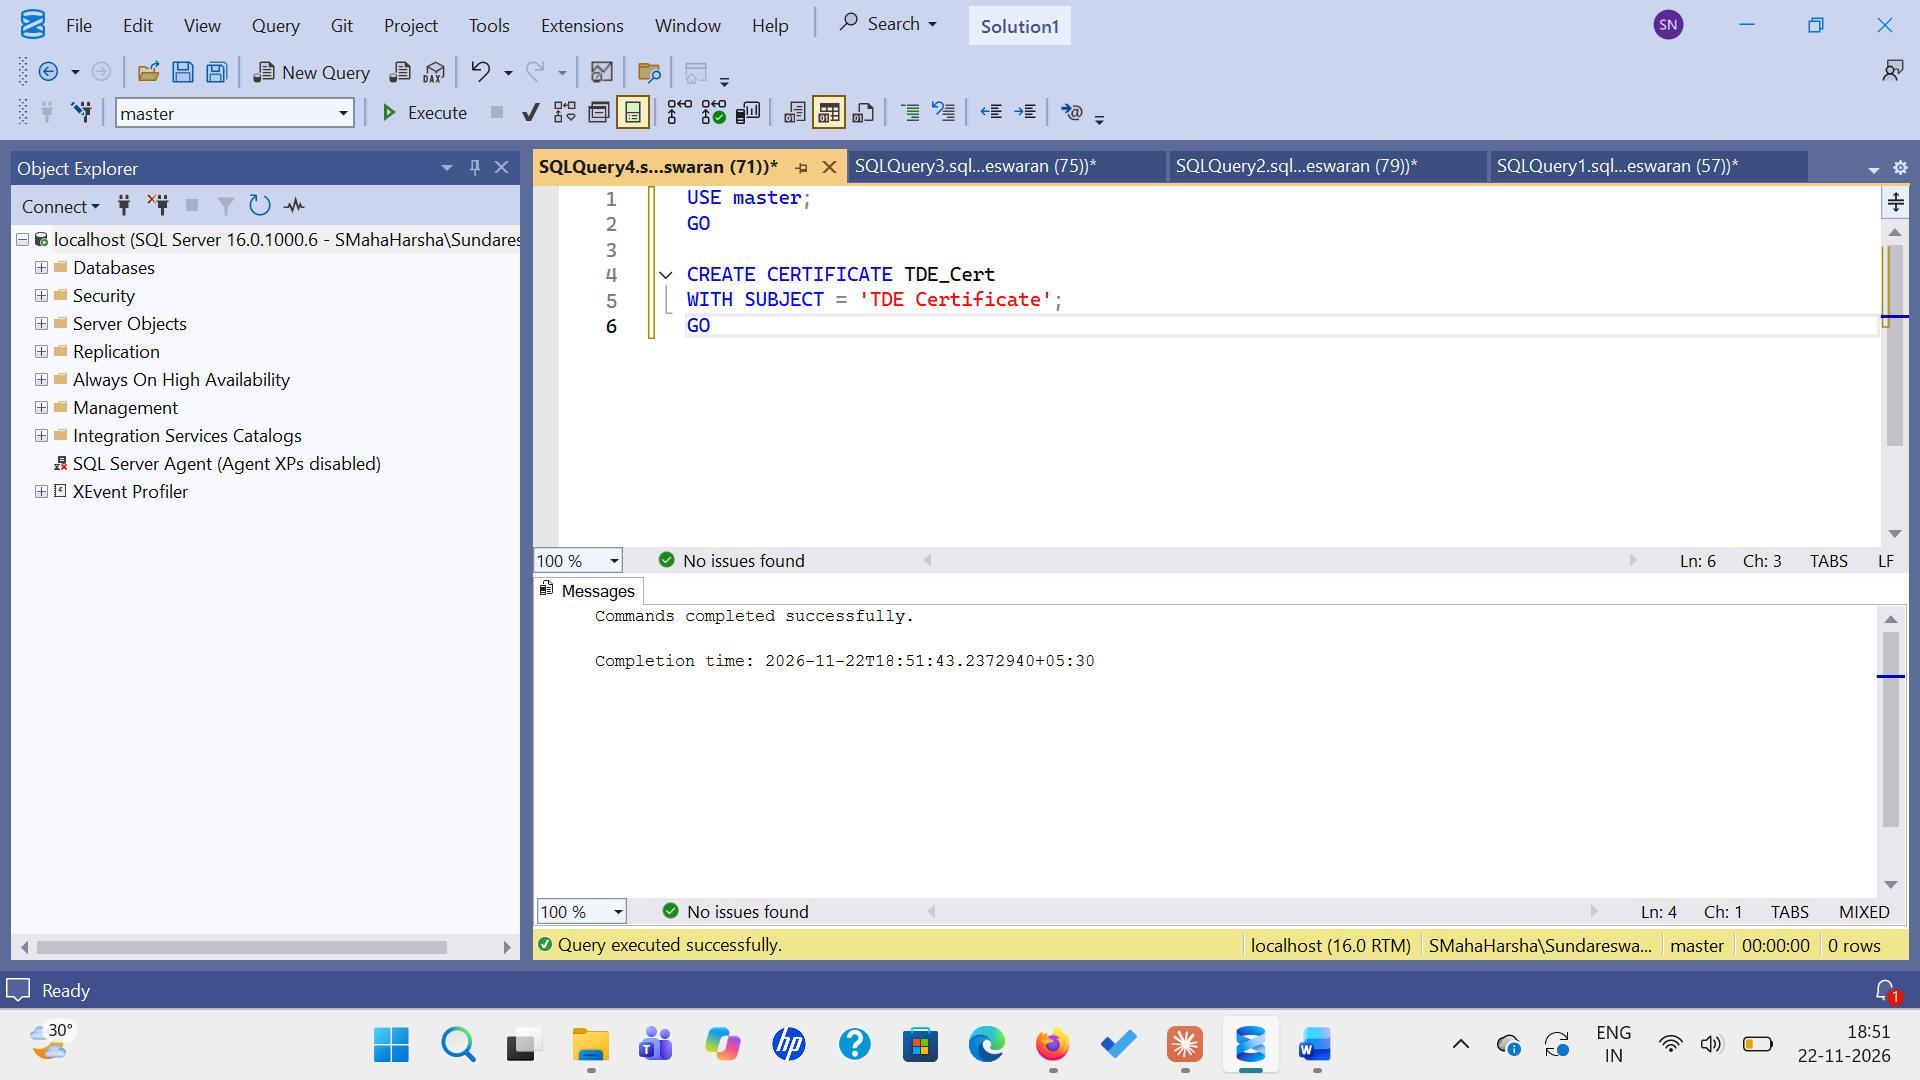 File Edit View Query Git Project Tools Extensions Window Help Search Solution1 SN
New Query DAX
master Execute
Object Explorer
Connect
localhost (SQL Server 16.0.1000.6 - SMahaHarsha\Sundares
Databases
Security
Server Objects
Replication
Always On High Availability
Management
Integration Services Catalogs
SQL Server Agent (Agent XPs disabled)
XEvent Profiler
SQLQuery4.s...swaran (71))* SQLQuery3.sql...eswaran (75))* SQLQuery2.sql...eswaran (79))* SQLQuery1.sql...eswaran (57))*
1 USE master;
2 GO
3
4 CREATE CERTIFICATE TDE_Cert
5 WITH SUBJECT = 'TDE Certificate';
6 GO
100 % No issues found Ln: 6 Ch: 3 TABS LF
Messages
Commands completed successfully.
Completion time: 2026-11-22T18:51:43.2372940+05:30
100 % No issues found Ln: 4 Ch: 1 TABS MIXED
Query executed successfully. localhost (16.0 RTM) SMahaHarsha\Sundareswa... master 00:00:00 0 rows
Ready 1
30° ENG 18:51
IN 22-11-2026